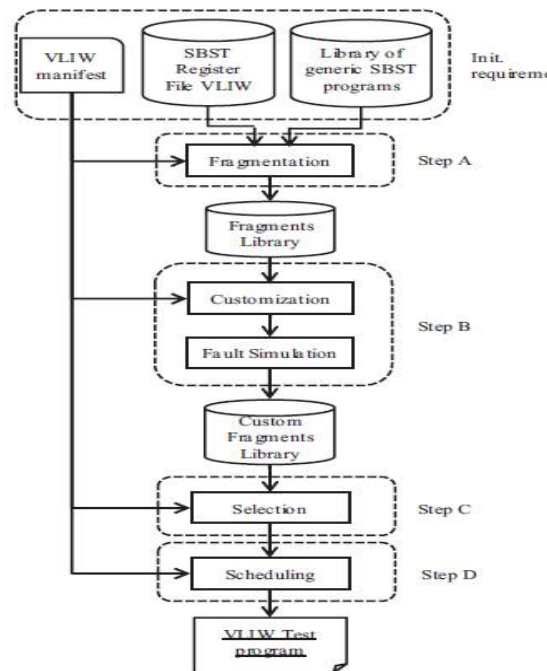 VLIW
manifest
SBST
Register
File VLIW
Library of
generic SBST
programs
Init.
requireme
Fragmentation
Step A
Fragments
Library
Customization
Step B
Fault Simulation
Custom
Fragments
Library
Selection
Step C
Scheduling
Step D
VLIW Test
program